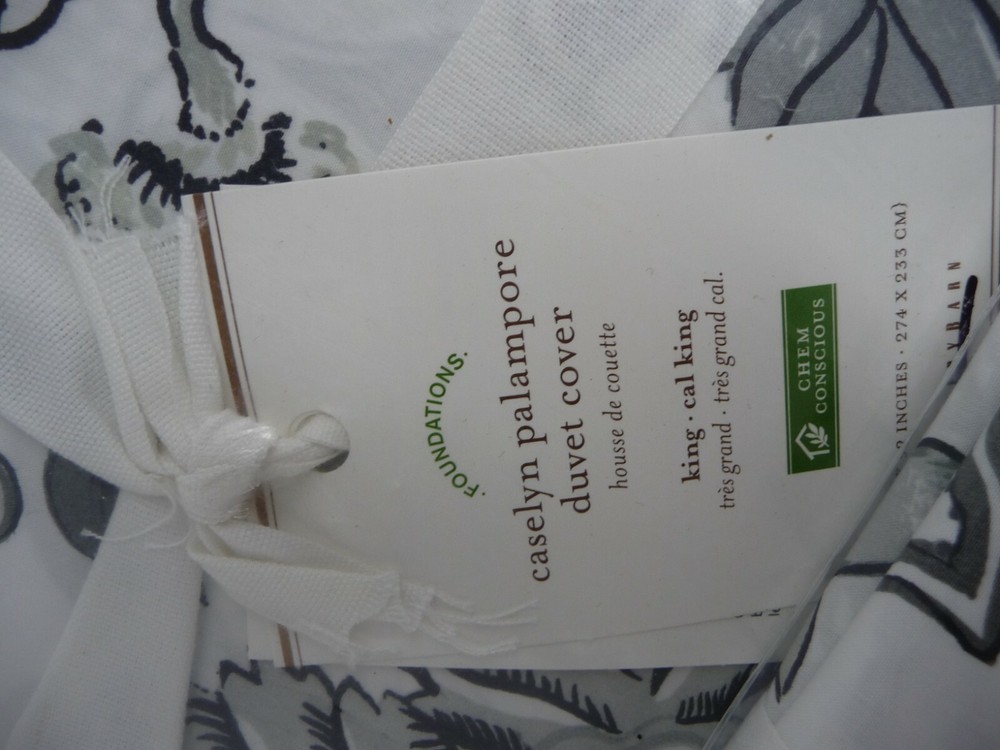 FOUNDATIONS.
caselyn palampore
duvet cover
housse de couette
king · cal king
très grand · très grand cal.
CHEM
CONSCIOUS
INCHES · 274 X 233 CM)